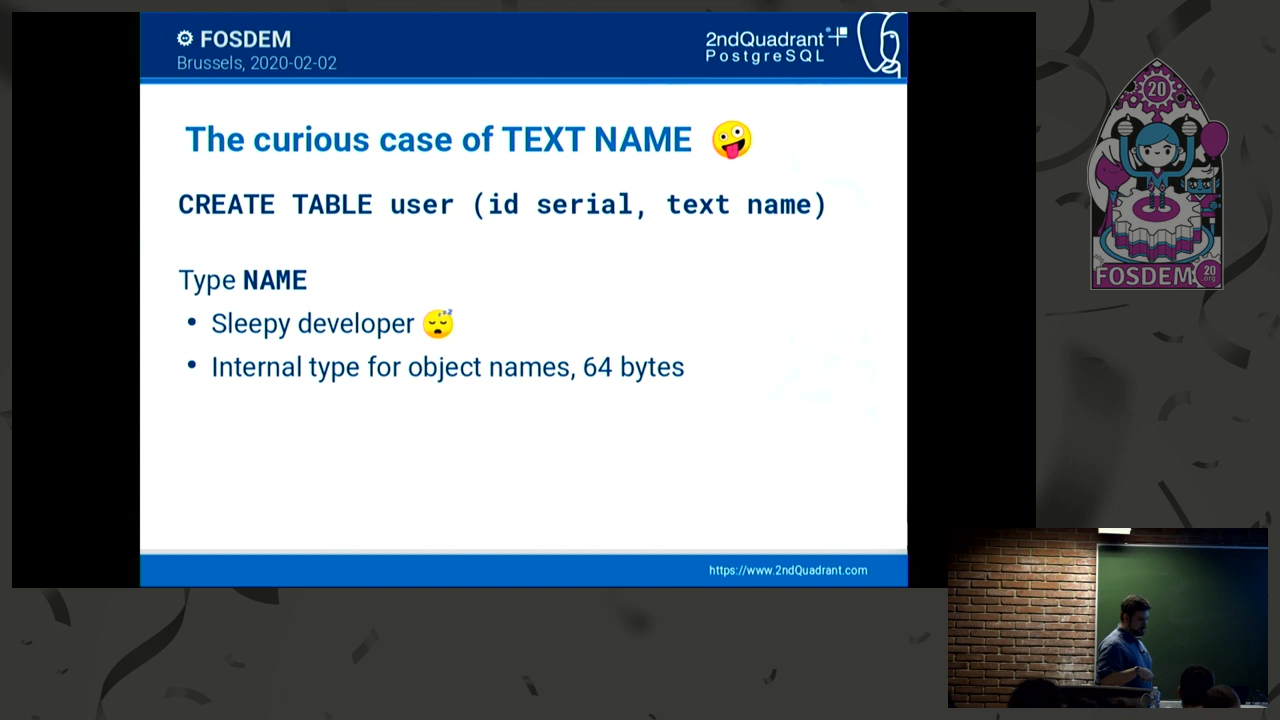 FOSDEM
Brussels, 2020-02-02
2ndQuadrant
PostgreSQL
The curious case of TEXT NAME
CREATE TABLE user (id serial, text name)
Type NAME
• Sleepy developer
• Internal type for object names, 64 bytes
https://www.2ndQuadrant.com
20
FOSDEM
20
.org